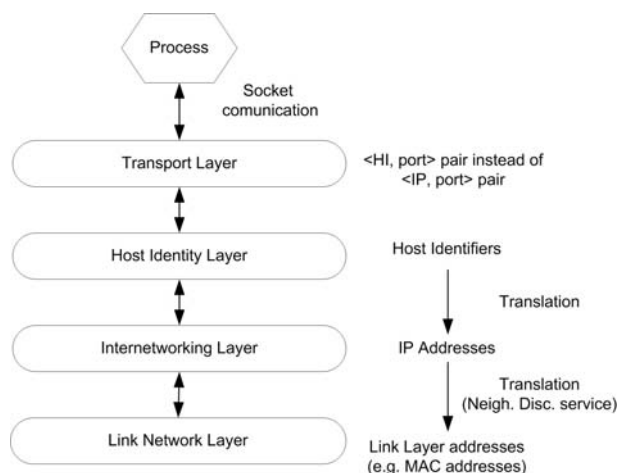 Process
Socket
comunication
Transport Layer
<HI, port> pair instead of
<IP, port> pair
Host Identity Layer
Host Identifiers
Translation
Internetworking Layer
IP Addresses
Translation
(Neigh. Disc. service)
Link Network Layer
Link Layer addresses
(e.g. MAC addresses)